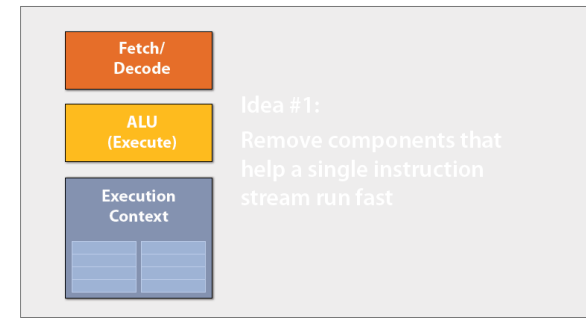 Fetch/
Decode
ALU
(Execute)
Execution
Context
Idea #1:
Remove components that
help a single instruction
stream run fast